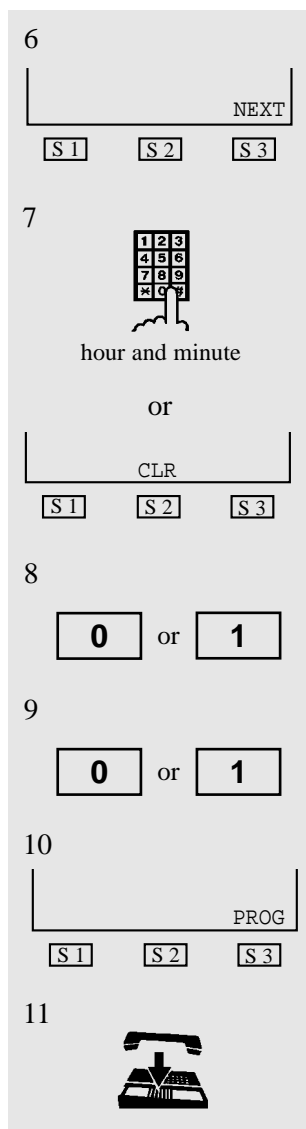 6
NEXT
S 1 S 2 S 3
7
1 2 3
4 5 6
7 8 9
* 0 #
hour and minute
or
CLR
S 1 S 2 S 3
8
0 or 1
9
0 or 1
10
PROG
S 1 S 2 S 3
11